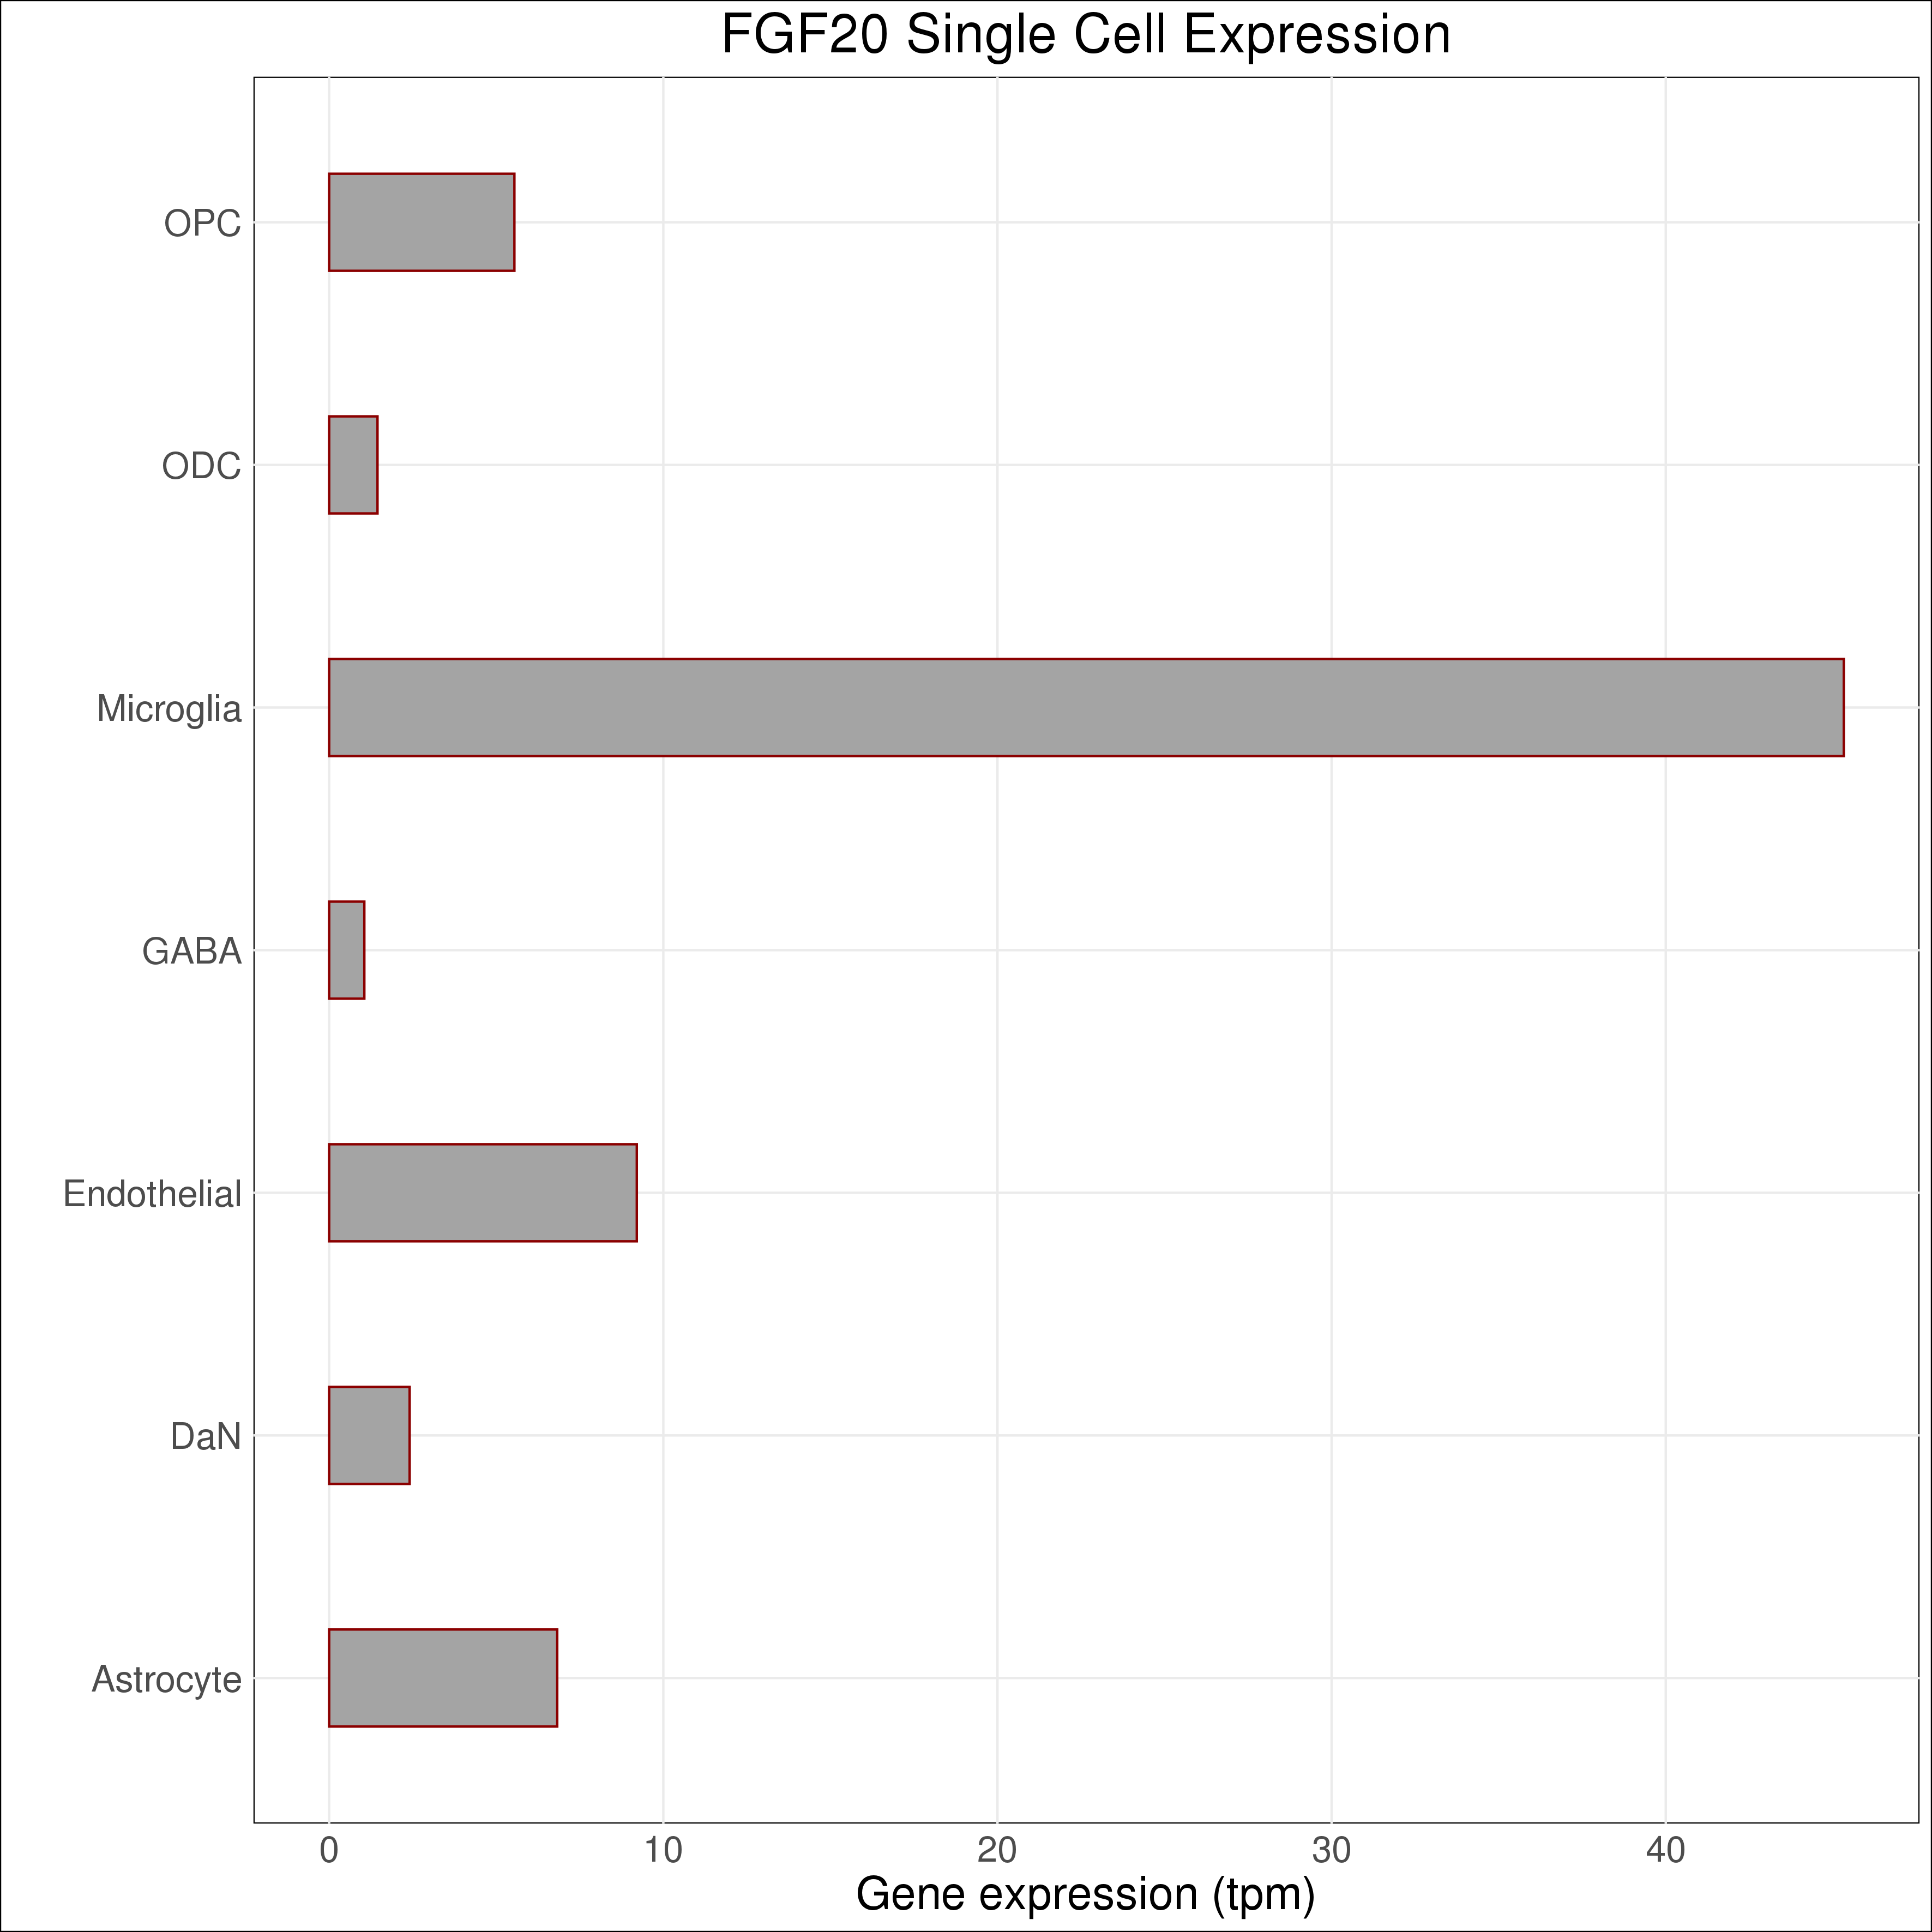 FGF20 Single Cell Expression
OPC
ODC
Microglia
GABA
Endothelial
DaN
Astrocyte
0 10 20 30 40
Gene expression (tpm)